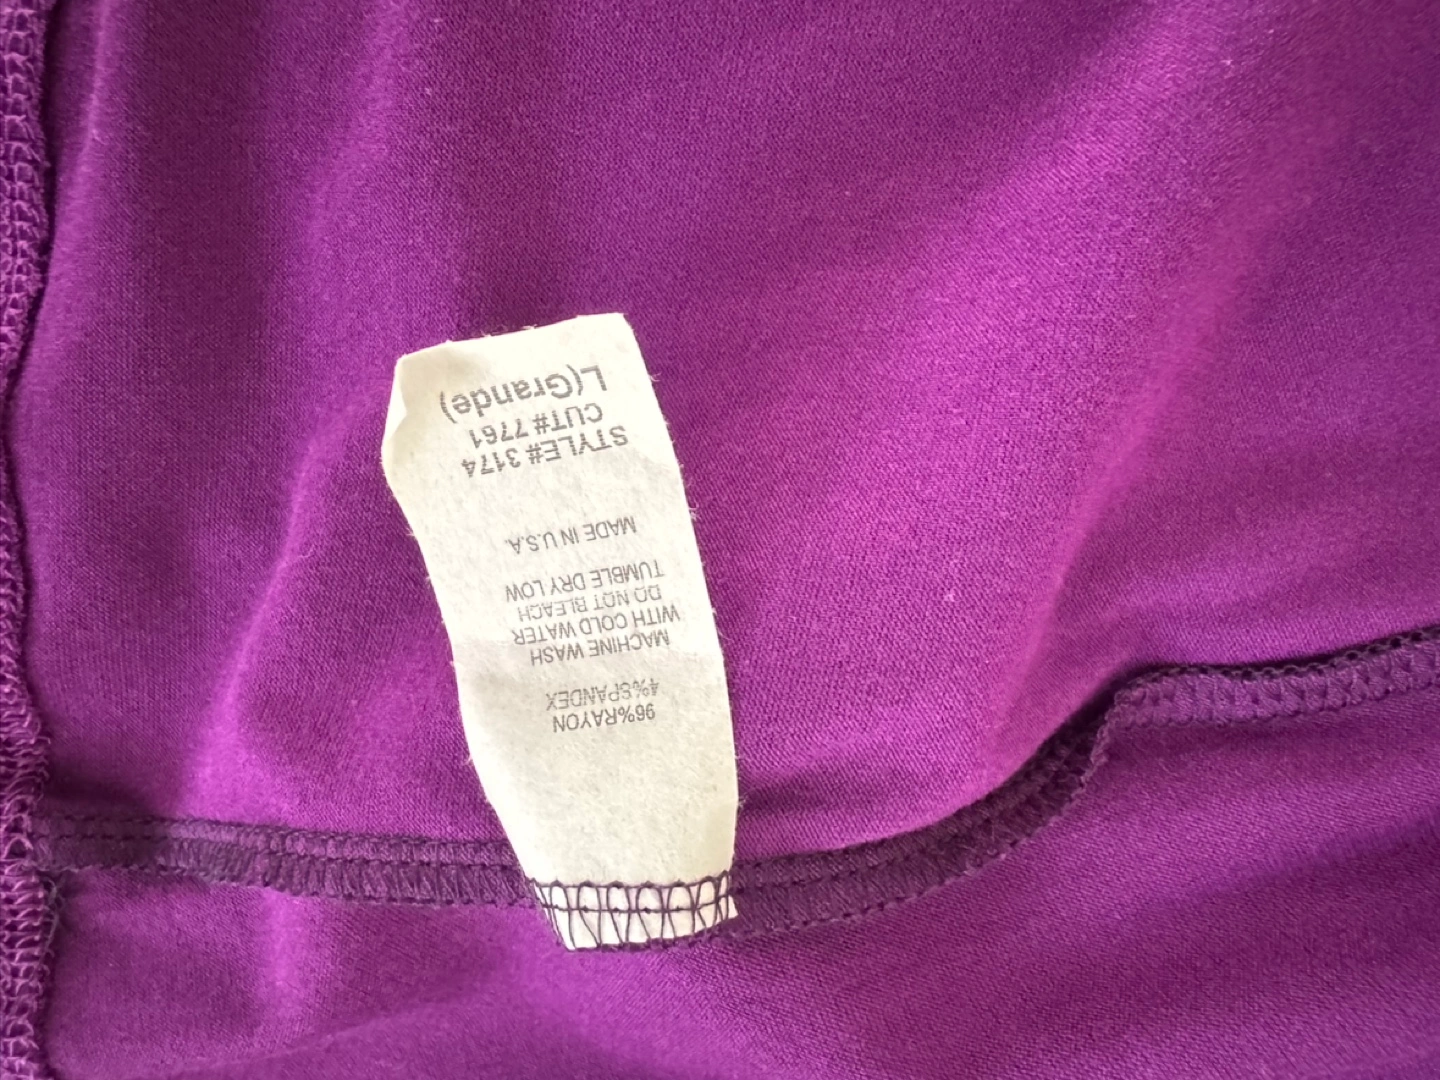 96%RAYON
4%SPANDEX
MACHINE WASH
WITH COLD WATER
DO NOT BLEACH
TUMBLE DRY LOW
MADE IN U.S.A.
STYLE# 3174
CUT# 7761
L(Grande)